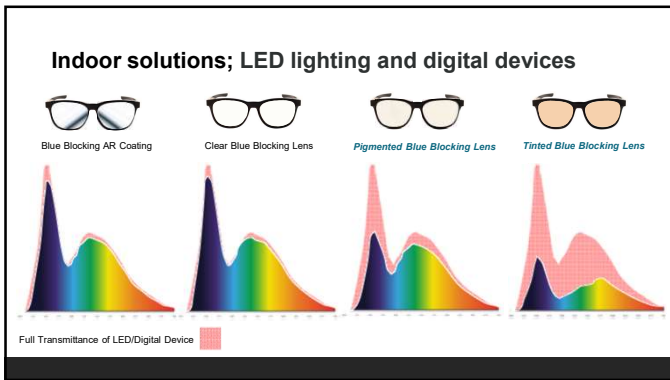 Indoor solutions; LED lighting and digital devices
Blue Blocking AR Coating
Clear Blue Blocking Lens
Pigmented Blue Blocking Lens
Tinted Blue Blocking Lens
Full Transmittance of LED/Digital Device